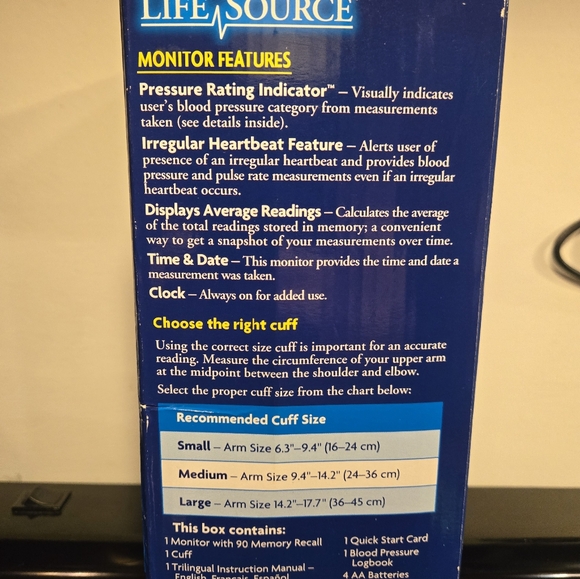 LIFESOURCE
MONITOR FEATURES
Pressure Rating Indicator™ – Visually indicates
user's blood pressure category from measurements
taken (see details inside).
Irregular Heartbeat Feature – Alerts user of
presence of an irregular heartbeat and provides blood
pressure and pulse rate measurements even if an irregular
heartbeat occurs.
Displays Average Readings – Calculates the average
of the total readings stored in memory; a convenient
way to get a snapshot of your measurements over time.
Time & Date – This monitor provides the time and date a
measurement was taken.
Clock – Always on for added use.
Choose the right cuff
Using the correct size cuff is important for an accurate
reading. Measure the circumference of your upper arm
at the midpoint between the shoulder and elbow.
Select the proper cuff size from the chart below:
Recommended Cuff Size
Small – Arm Size 6.3"–9.4" (16–24 cm)
Medium – Arm Size 9.4"–14.2" (24–36 cm)
Large – Arm Size 14.2"–17.7" (36–45 cm)
This box contains:
1 Monitor with 90 Memory Recall
1 Cuff
1 Trilingual Instruction Manual –
English, Français, Español
1 Quick Start Card
1 Blood Pressure
Logbook
4 AA Batteries